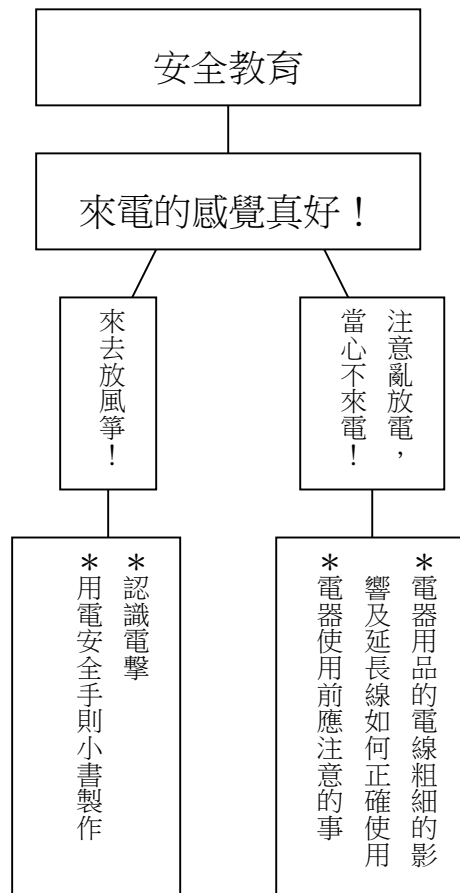 安全教育
來電的感覺真好！
注意亂放電，
當心不來電！
來去放風箏！
＊電器用品的電線粗細的影
響及延長線如何正確使用
＊電器使用前應注意的事
＊認識電擊
＊用電安全手則小書製作